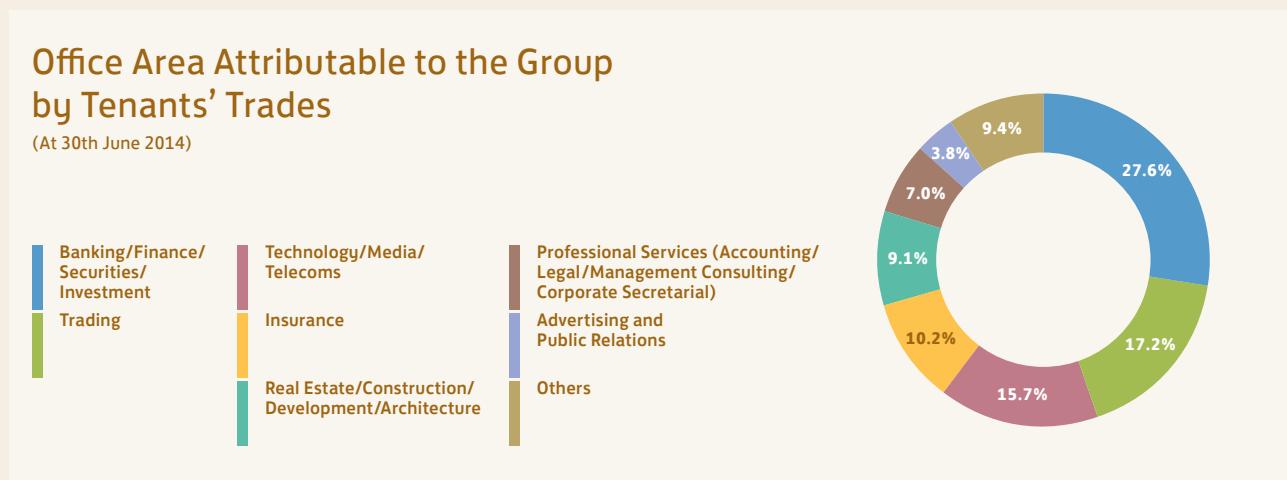 Office Area Attributable to the Group
by Tenants’ Trades
(At 30th June 2014)
Banking/Finance/
Securities/
Investment
Trading
Technology/Media/
Telecoms
Insurance
Real Estate/Construction/
Development/Architecture
Professional Services (Accounting/
Legal/Management Consulting/
Corporate Secretarial)
Advertising and
Public Relations
Others
27.6%
17.2%
15.7%
10.2%
9.1%
7.0%
3.8%
9.4%